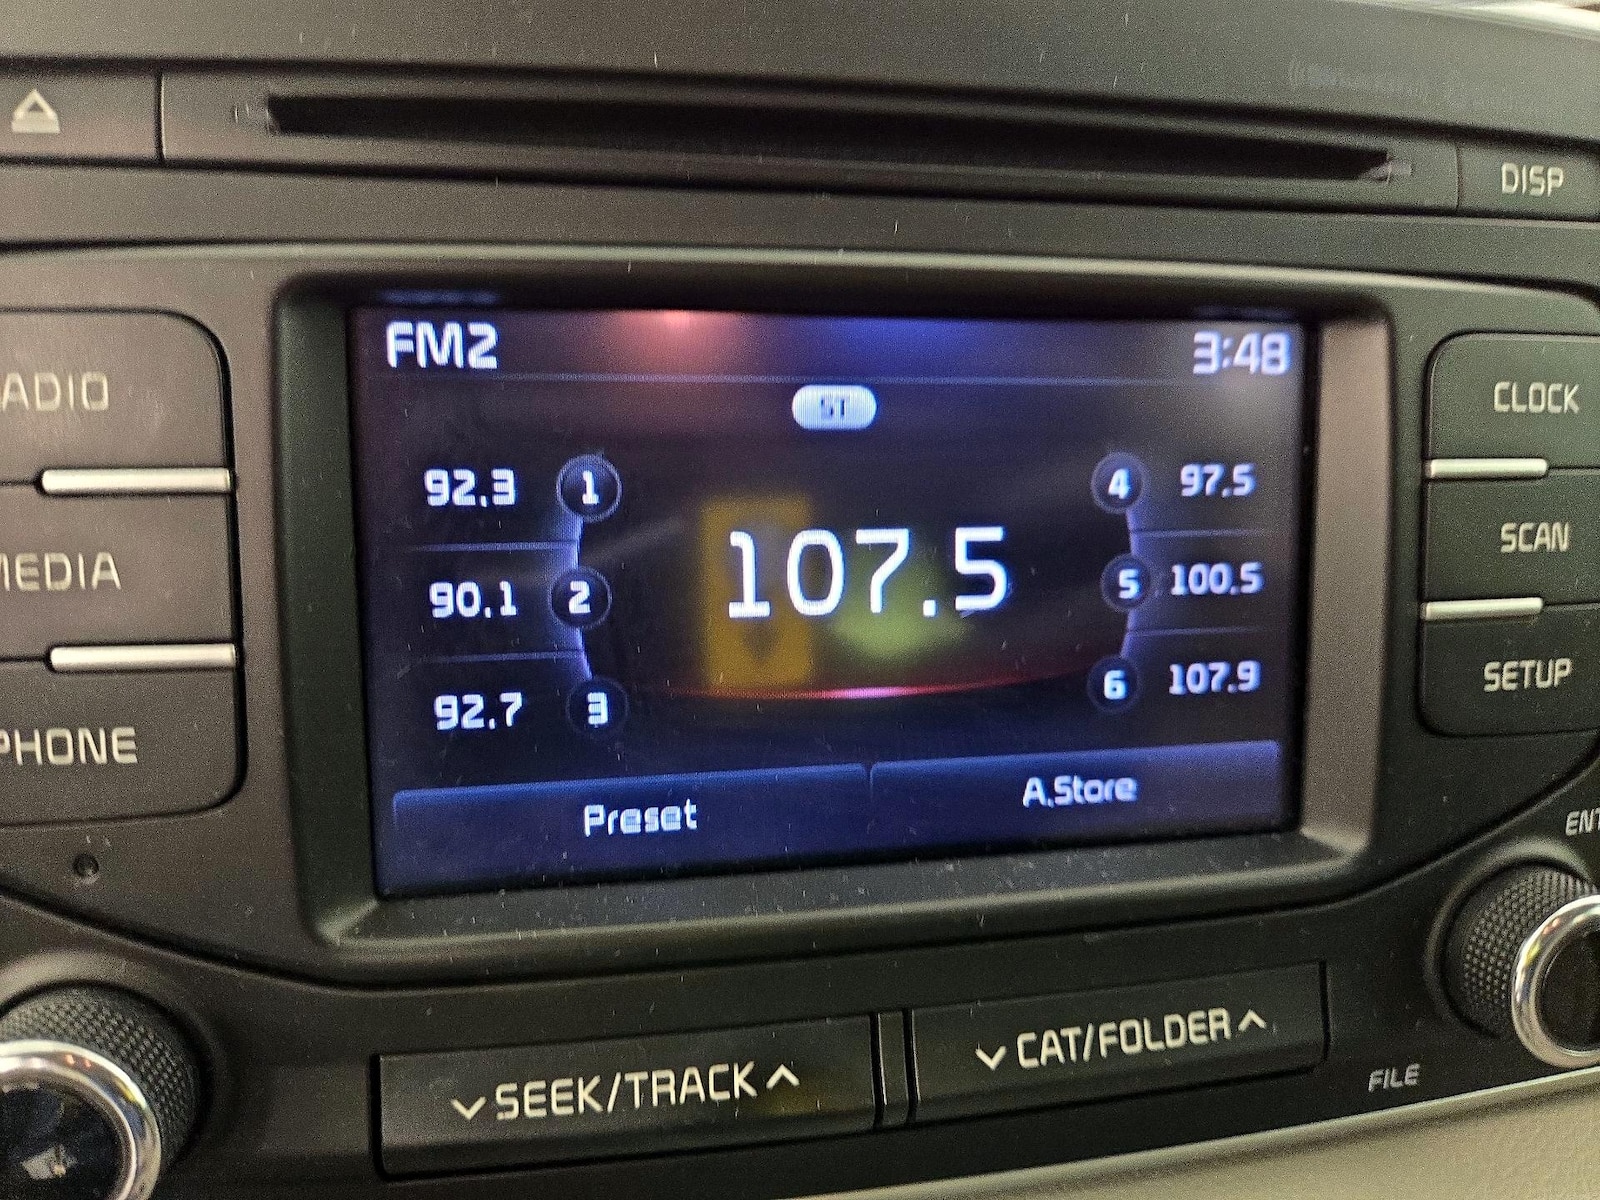 DISP
ADIO
MEDIA
PHONE
FM2
3:48
ST
92.3 1
90.1 2
92.7 3
107.5
4 97.5
5 100.5
6 107.9
Preset
A.Store
CLOCK
SCAN
SETUP
ENT
SEEK/TRACK
CAT/FOLDER
FILE